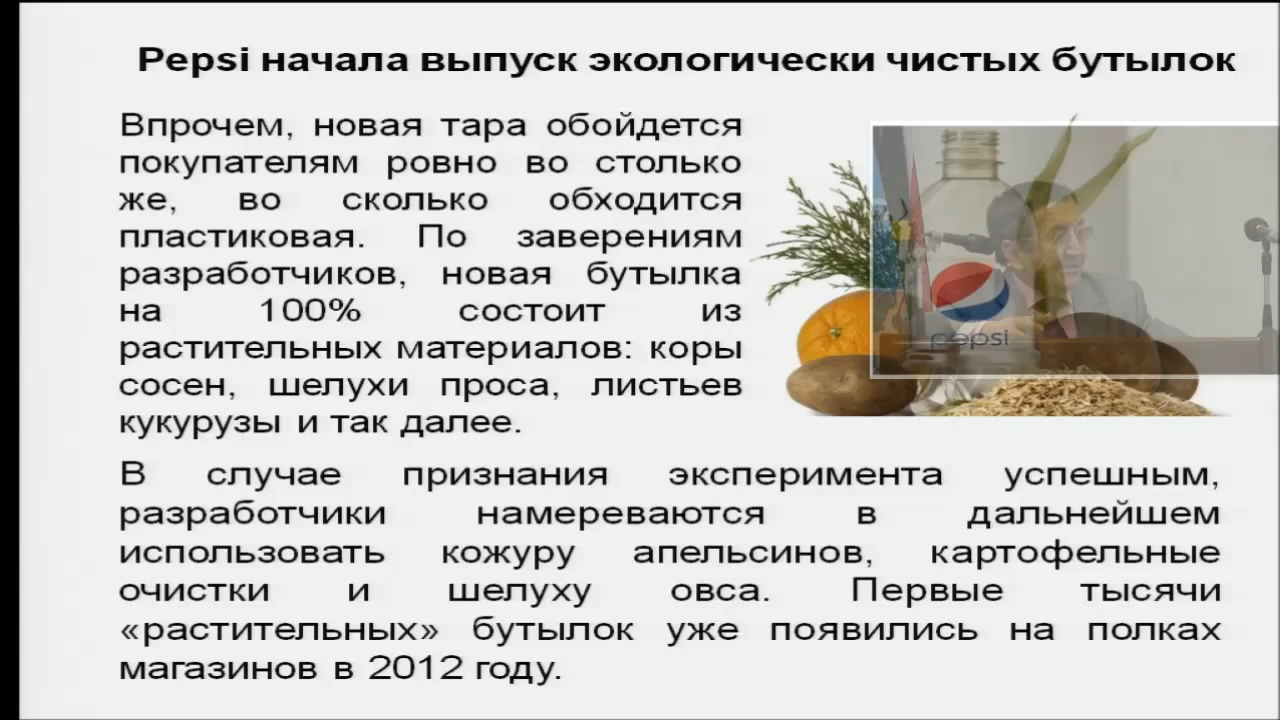 Pepsi начала выпуск экологически чистых бутылок
Впрочем, новая тара обойдется
покупателям ровно во столько
же, во сколько обходится
пластиковая. По заверениям
разработчиков, новая бутылка
на 100% состоит из
растительных материалов: коры
сосен, шелухи проса, листьев
кукурузы и так далее.
pepsi
В случае признания эксперимента успешным,
разработчики намереваются в дальнейшем
использовать кожуру апельсинов, картофельные
очистки и шелуху овса. Первые тысячи
«растительных» бутылок уже появились на полках
магазинов в 2012 году.